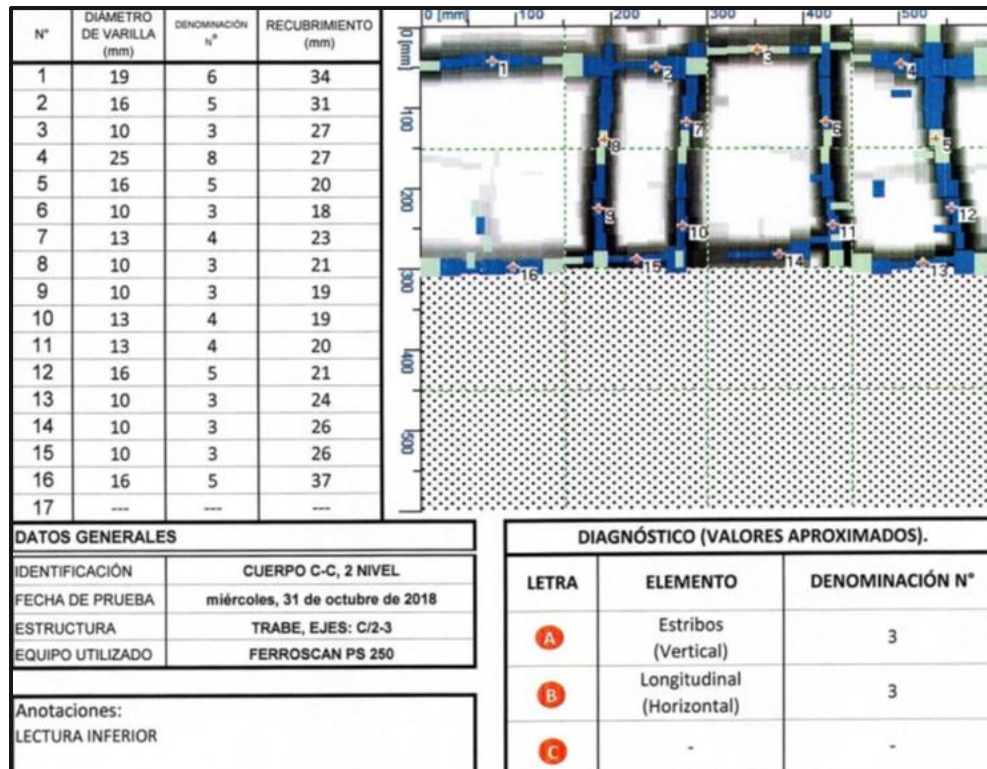 N° DIÁMETRO DE VARILLA (mm) DENOMINACIÓN N° RECUBRIMIENTO (mm)
1 19 6 34
2 16 5 31
3 10 3 27
4 25 8 27
5 16 5 20
6 10 3 18
7 13 4 23
8 10 3 21
9 10 3 19
10 13 4 19
11 13 4 20
12 16 5 21
13 10 3 24
14 10 3 26
15 10 3 26
16 16 5 37
17 --- --- ---
0 [mm] 100 200 300 400 500
0 [mm] 100 200 300 400 500
1 2 3 4
7 6
8 5
9 12
10 11
14
16 15 13
DATOS GENERALES
IDENTIFICACIÓN CUERPO C-C, 2 NIVEL
FECHA DE PRUEBA miércoles, 31 de octubre de 2018
ESTRUCTURA TRABE, EJES: C/2-3
EQUIPO UTILIZADO FERROSCAN PS 250
Anotaciones:
LECTURA INFERIOR
DIAGNÓSTICO (VALORES APROXIMADOS).
LETRA ELEMENTO DENOMINACIÓN N°
A Estribos (Vertical) 3
B Longitudinal (Horizontal) 3
C - -